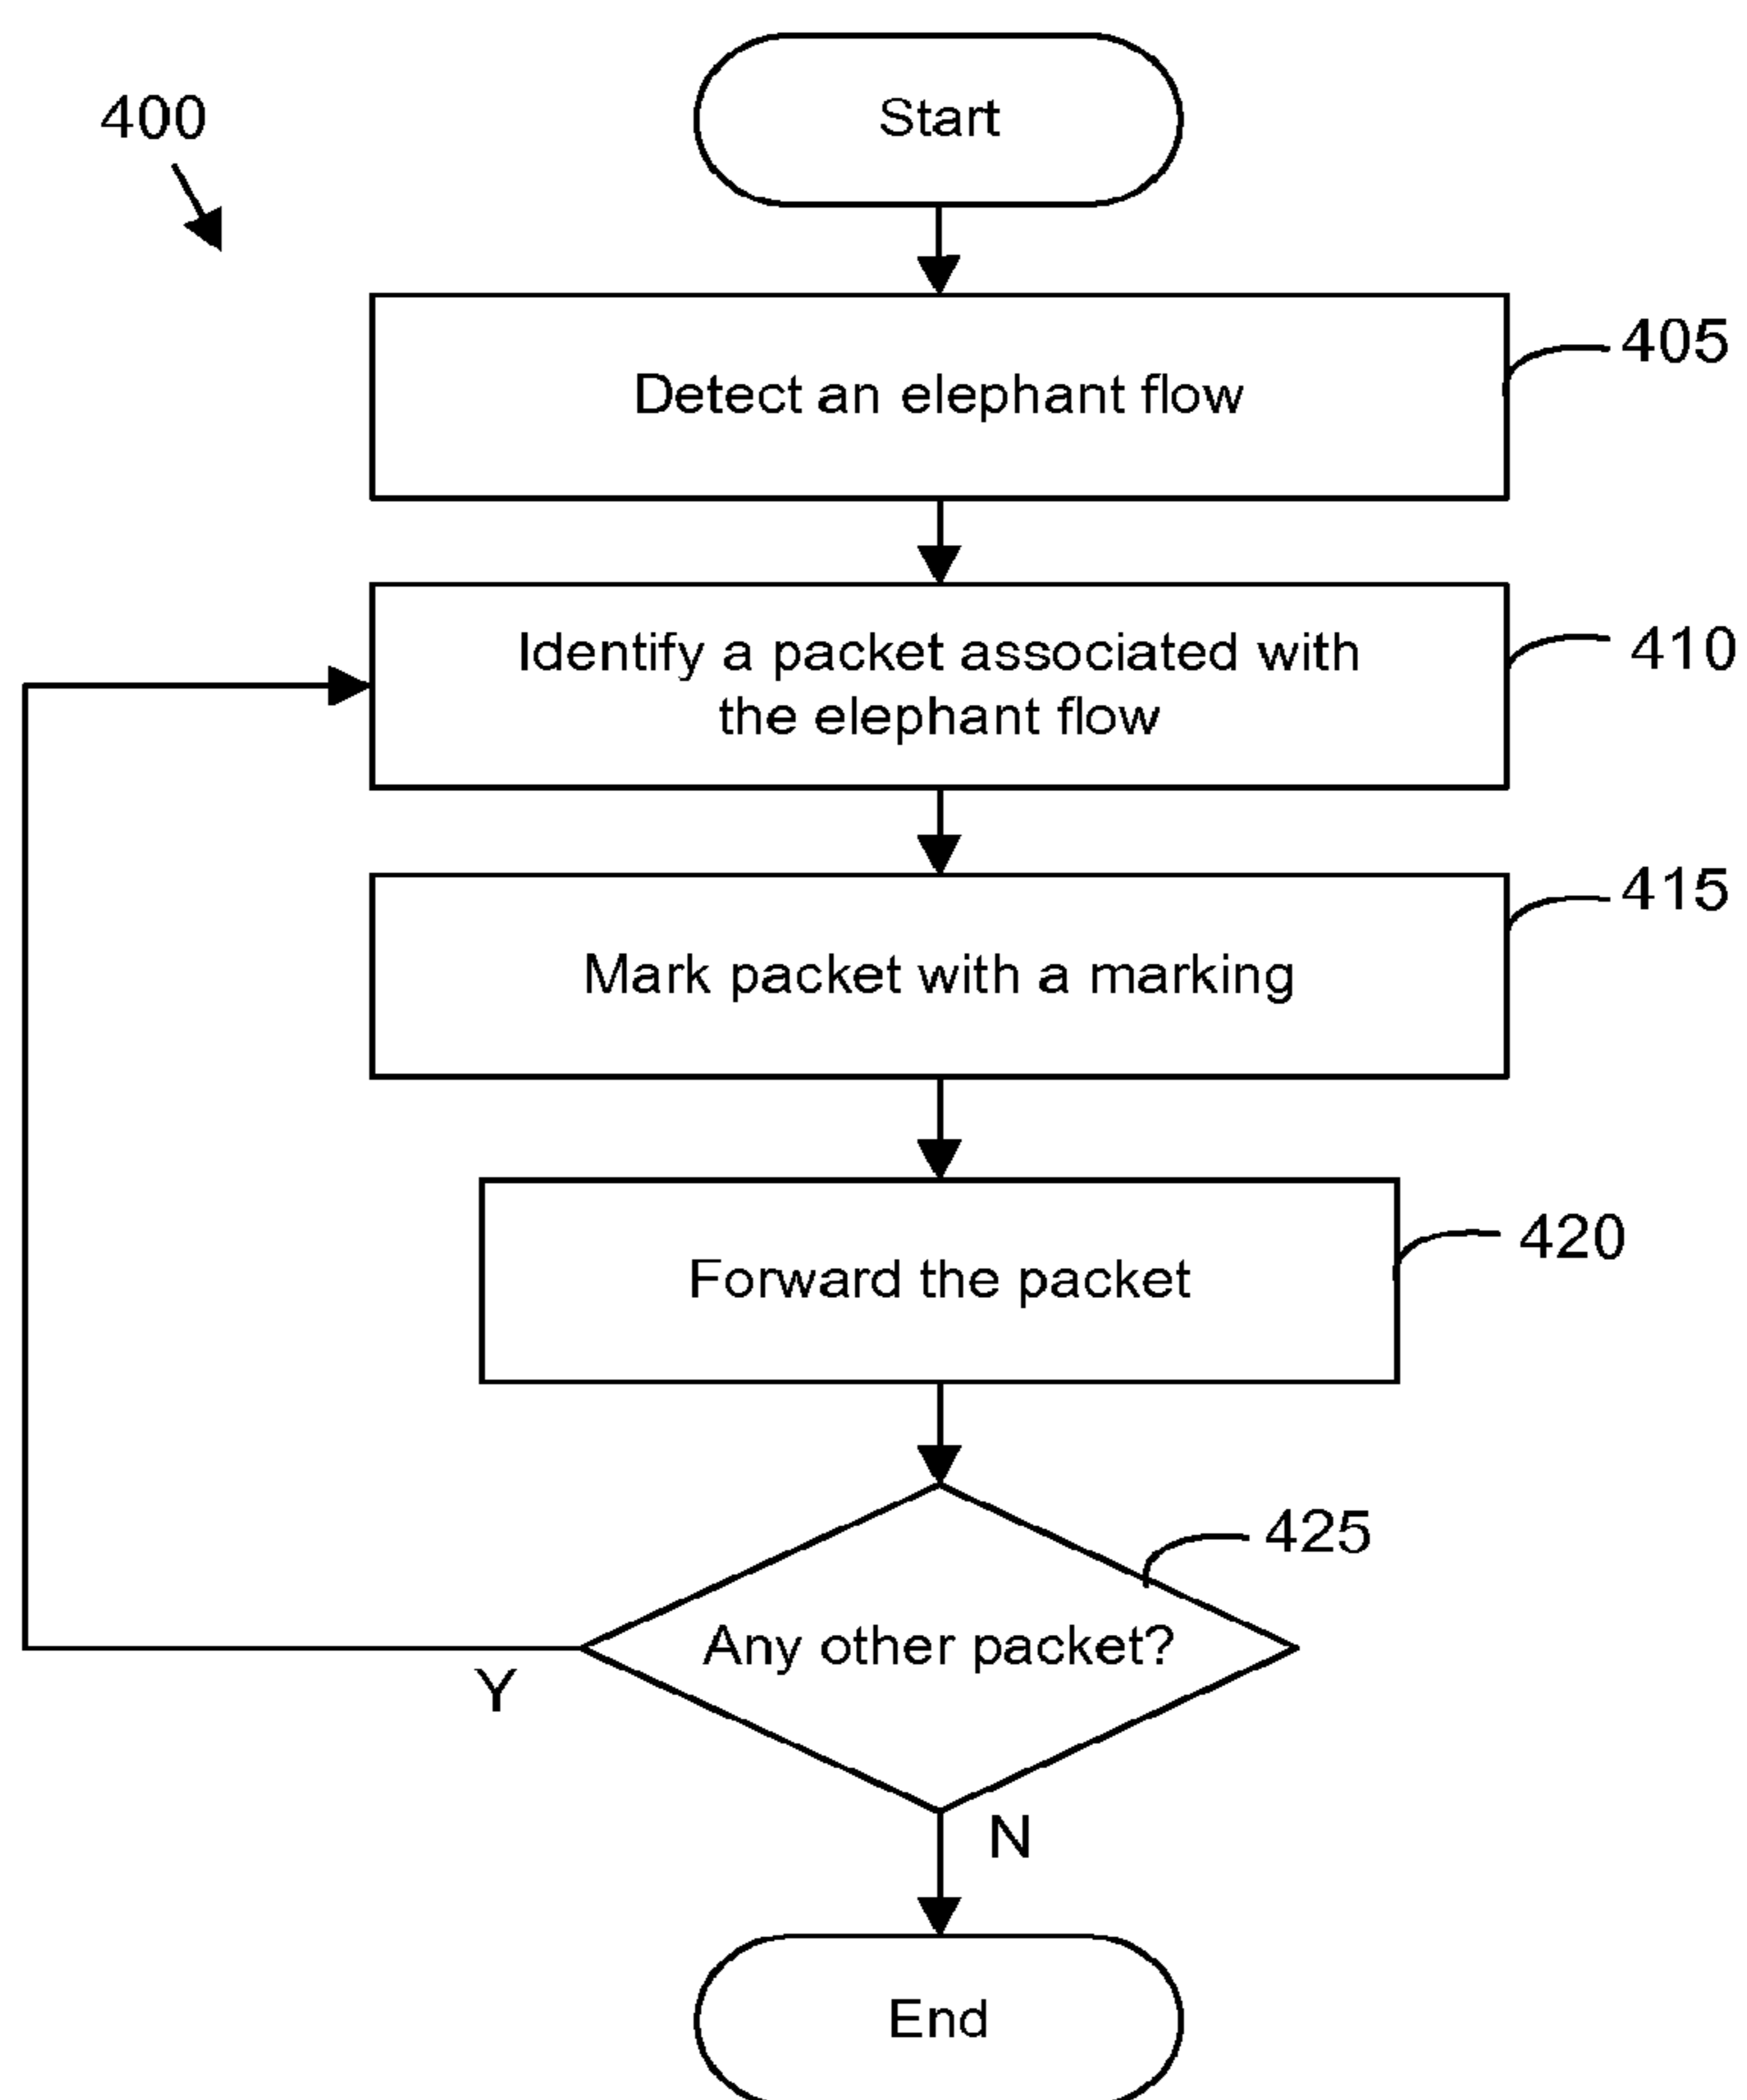 400
Start
405
Detect an elephant flow
410
Identify a packet associated with
the elephant flow
415
Mark packet with a marking
420
Forward the packet
425
Any other packet?
Y
N
End